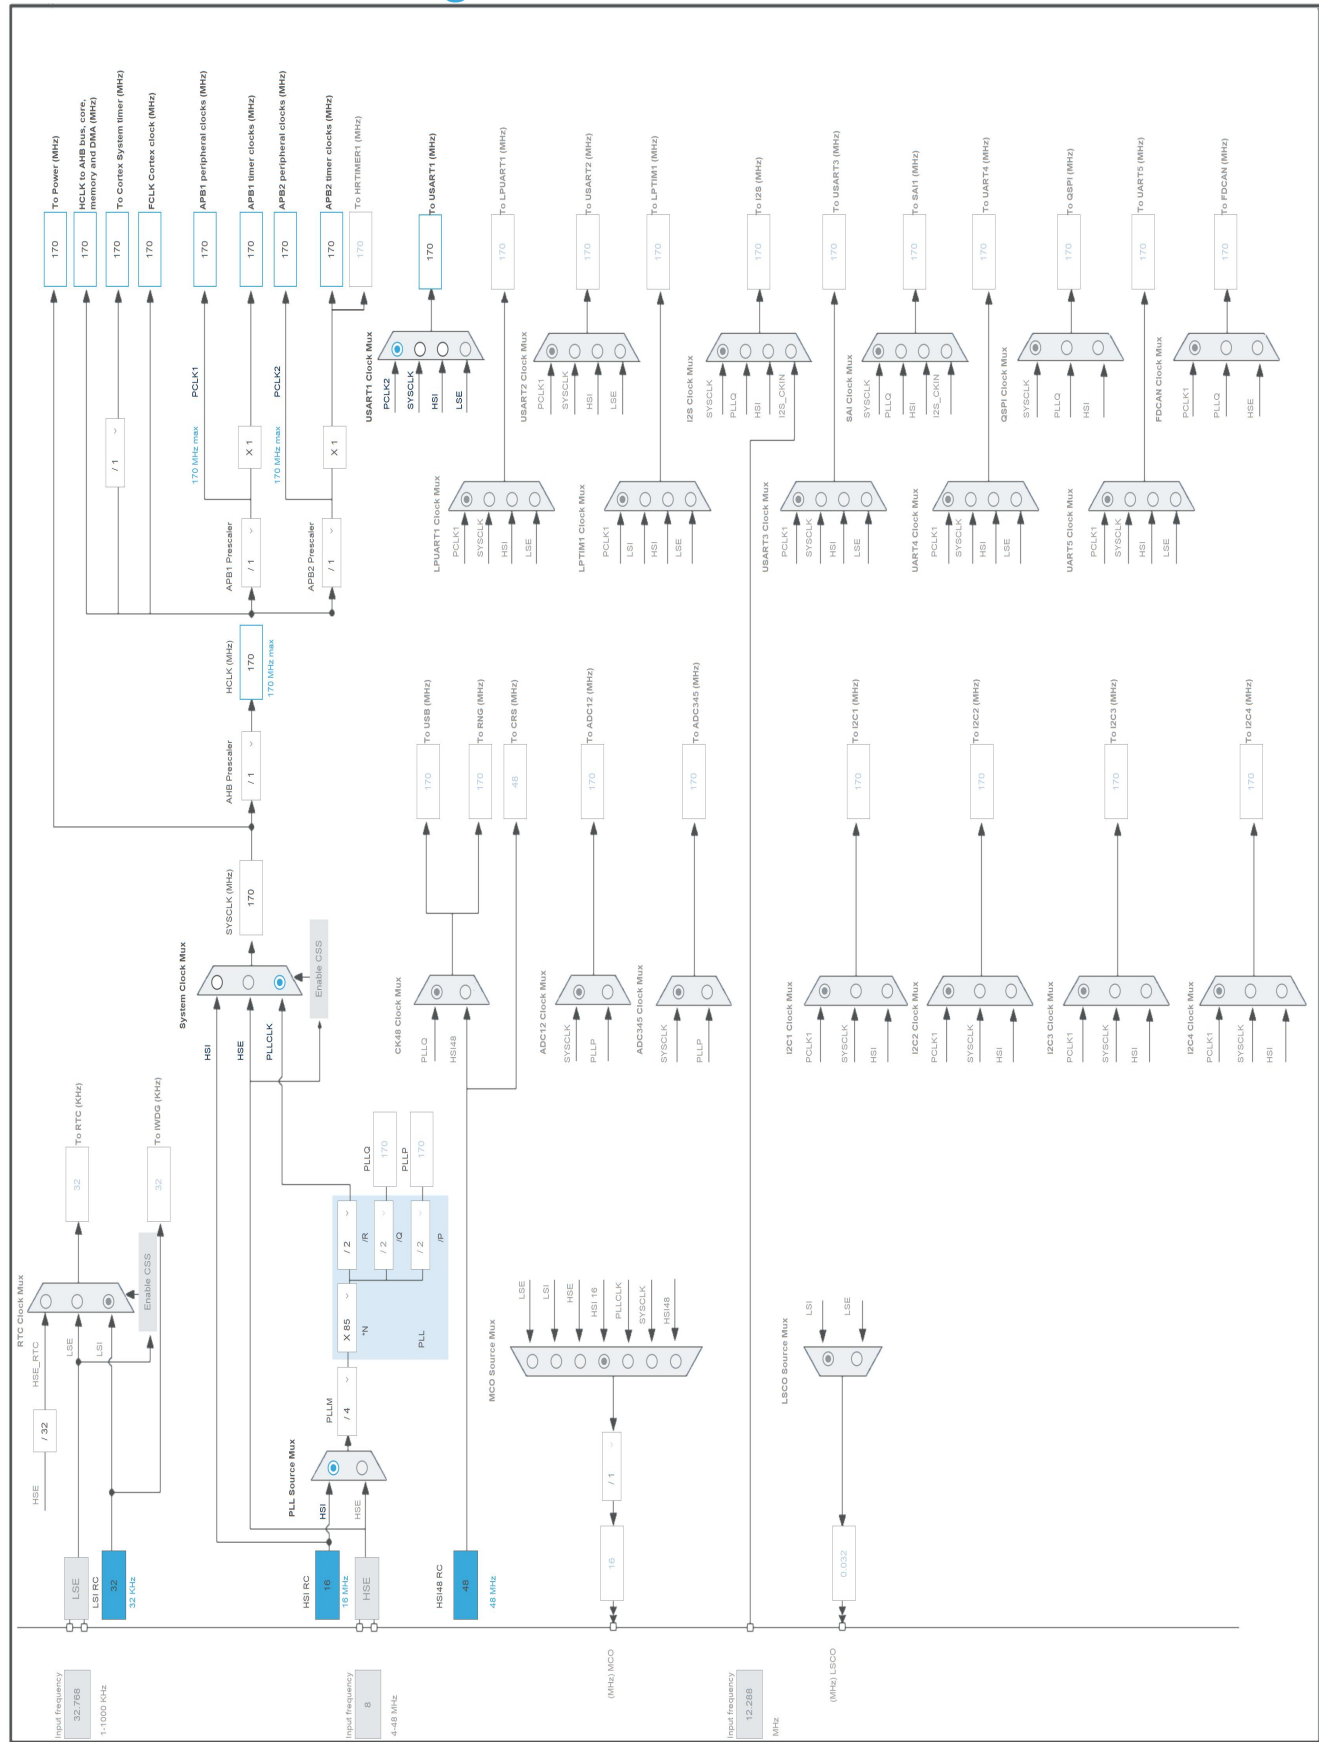 Input frequency
32.768
1-1000 KHz
LSE
LSI RC
32
32 KHz
HSE
/ 32
HSE_RTC
LSE
LSI
RTC Clock Mux
Enable CSS
32
To RTC (KHz)
32
To IWDG (KHz)
Input frequency
8
4-48 MHz
HSI RC
16
16 MHz
HSE
HSI48 RC
48
48 MHz
HSI
HSE
PLL Source Mux
PLLM
/ 4
X 85
*N
PLL
/ 2
/R
/ 2
/Q
/ 2
/P
PLLQ
170
PLLP
170
HSI
HSE
PLLCLK
System Clock Mux
Enable CSS
SYSCLK (MHz)
170
AHB Prescaler
/ 1
HCLK (MHz)
170
170 MHz max
/ 1
APB1 Prescaler
/ 1
170 MHz max
PCLK1
X 1
APB2 Prescaler
/ 1
170 MHz max
PCLK2
X 1
170
To Power (MHz)
170
HCLK to AHB bus, core,
memory and DMA (MHz)
170
To Cortex System timer (MHz)
170
FCLK Cortex clock (MHz)
170
APB1 peripheral clocks (MHz)
170
APB1 timer clocks (MHz)
170
APB2 peripheral clocks (MHz)
170
APB2 timer clocks (MHz)
170
To HRTIMER1 (MHz)
PLLQ
HSI48
CK48 Clock Mux
170
To USB (MHz)
170
To RNG (MHz)
48
To CRS (MHz)
SYSCLK
PLLP
ADC12 Clock Mux
170
To ADC12 (MHz)
SYSCLK
PLLP
ADC345 Clock Mux
170
To ADC345 (MHz)
USART1 Clock Mux
PCLK2
SYSCLK
HSI
LSE
170
To USART1 (MHz)
LPUART1 Clock Mux
PCLK1
SYSCLK
HSI
LSE
170
To LPUART1 (MHz)
USART2 Clock Mux
PCLK1
SYSCLK
HSI
LSE
170
To USART2 (MHz)
LPTIM1 Clock Mux
PCLK1
LSI
HSI
LSE
170
To LPTIM1 (MHz)
I2S Clock Mux
SYSCLK
PLLQ
HSI
I2S_CKIN
170
To I2S (MHz)
USART3 Clock Mux
PCLK1
SYSCLK
HSI
LSE
170
To USART3 (MHz)
SAI Clock Mux
SYSCLK
PLLQ
HSI
I2S_CKIN
170
To SAI1 (MHz)
UART4 Clock Mux
PCLK1
SYSCLK
HSI
LSE
170
To UART4 (MHz)
QSPI Clock Mux
SYSCLK
PLLQ
HSI
170
To QSPI (MHz)
UART5 Clock Mux
PCLK1
SYSCLK
HSI
LSE
170
To UART5 (MHz)
FDCAN Clock Mux
PCLK1
PLLQ
HSE
170
To FDCAN (MHz)
(MHz) MCO
16
/ 1
MCO Source Mux
LSE
LSI
HSE
HSI 16
PLLCLK
SYSCLK
HSI48
Input frequency
12.288
MHz
(MHz) LSCO
0.032
LSCO Source Mux
LSI
LSE
I2C1 Clock Mux
PCLK1
SYSCLK
HSI
170
To I2C1 (MHz)
I2C2 Clock Mux
PCLK1
SYSCLK
HSI
170
To I2C2 (MHz)
I2C3 Clock Mux
PCLK1
SYSCLK
HSI
170
To I2C3 (MHz)
I2C4 Clock Mux
PCLK1
SYSCLK
HSI
170
To I2C4 (MHz)